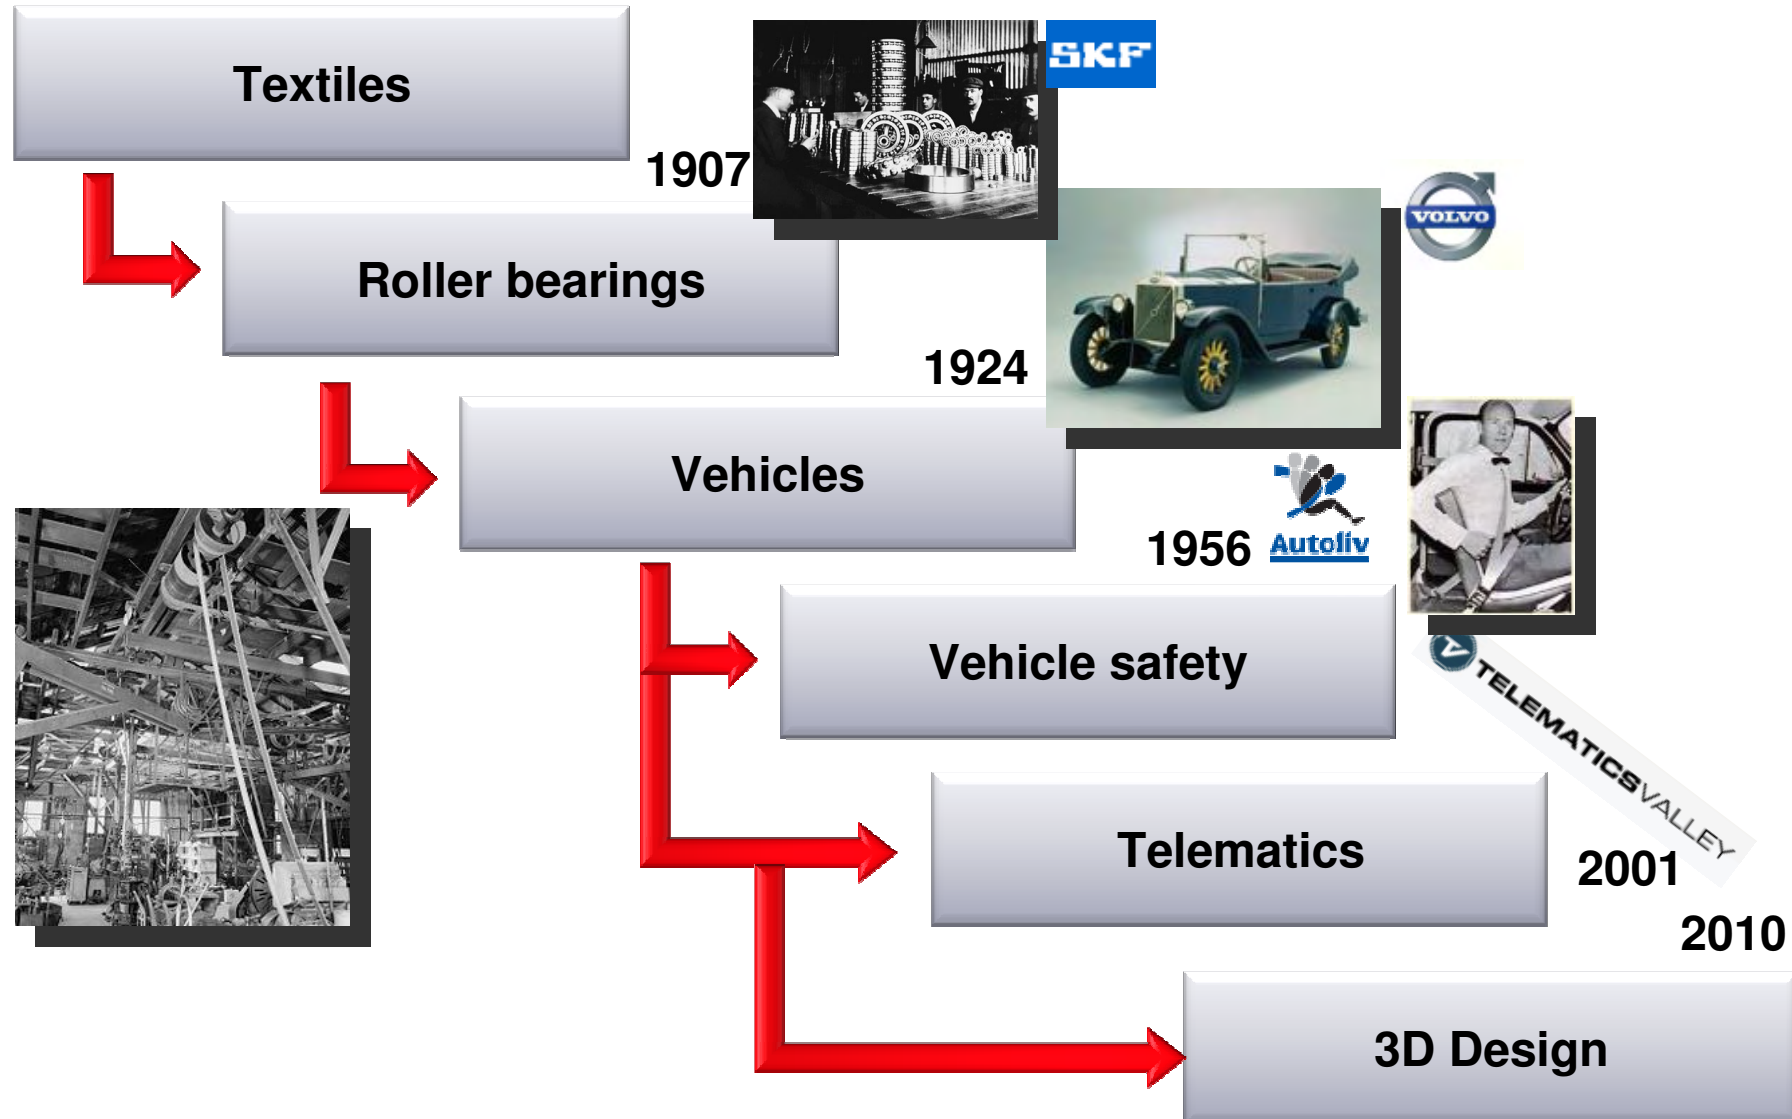 Textiles
SKF
1907
VOLVO
Roller bearings
1924
Vehicles
1956
Autoliv
Vehicle safety
TELEMATICSVALLEY
Telematics
2001
2010
3D Design